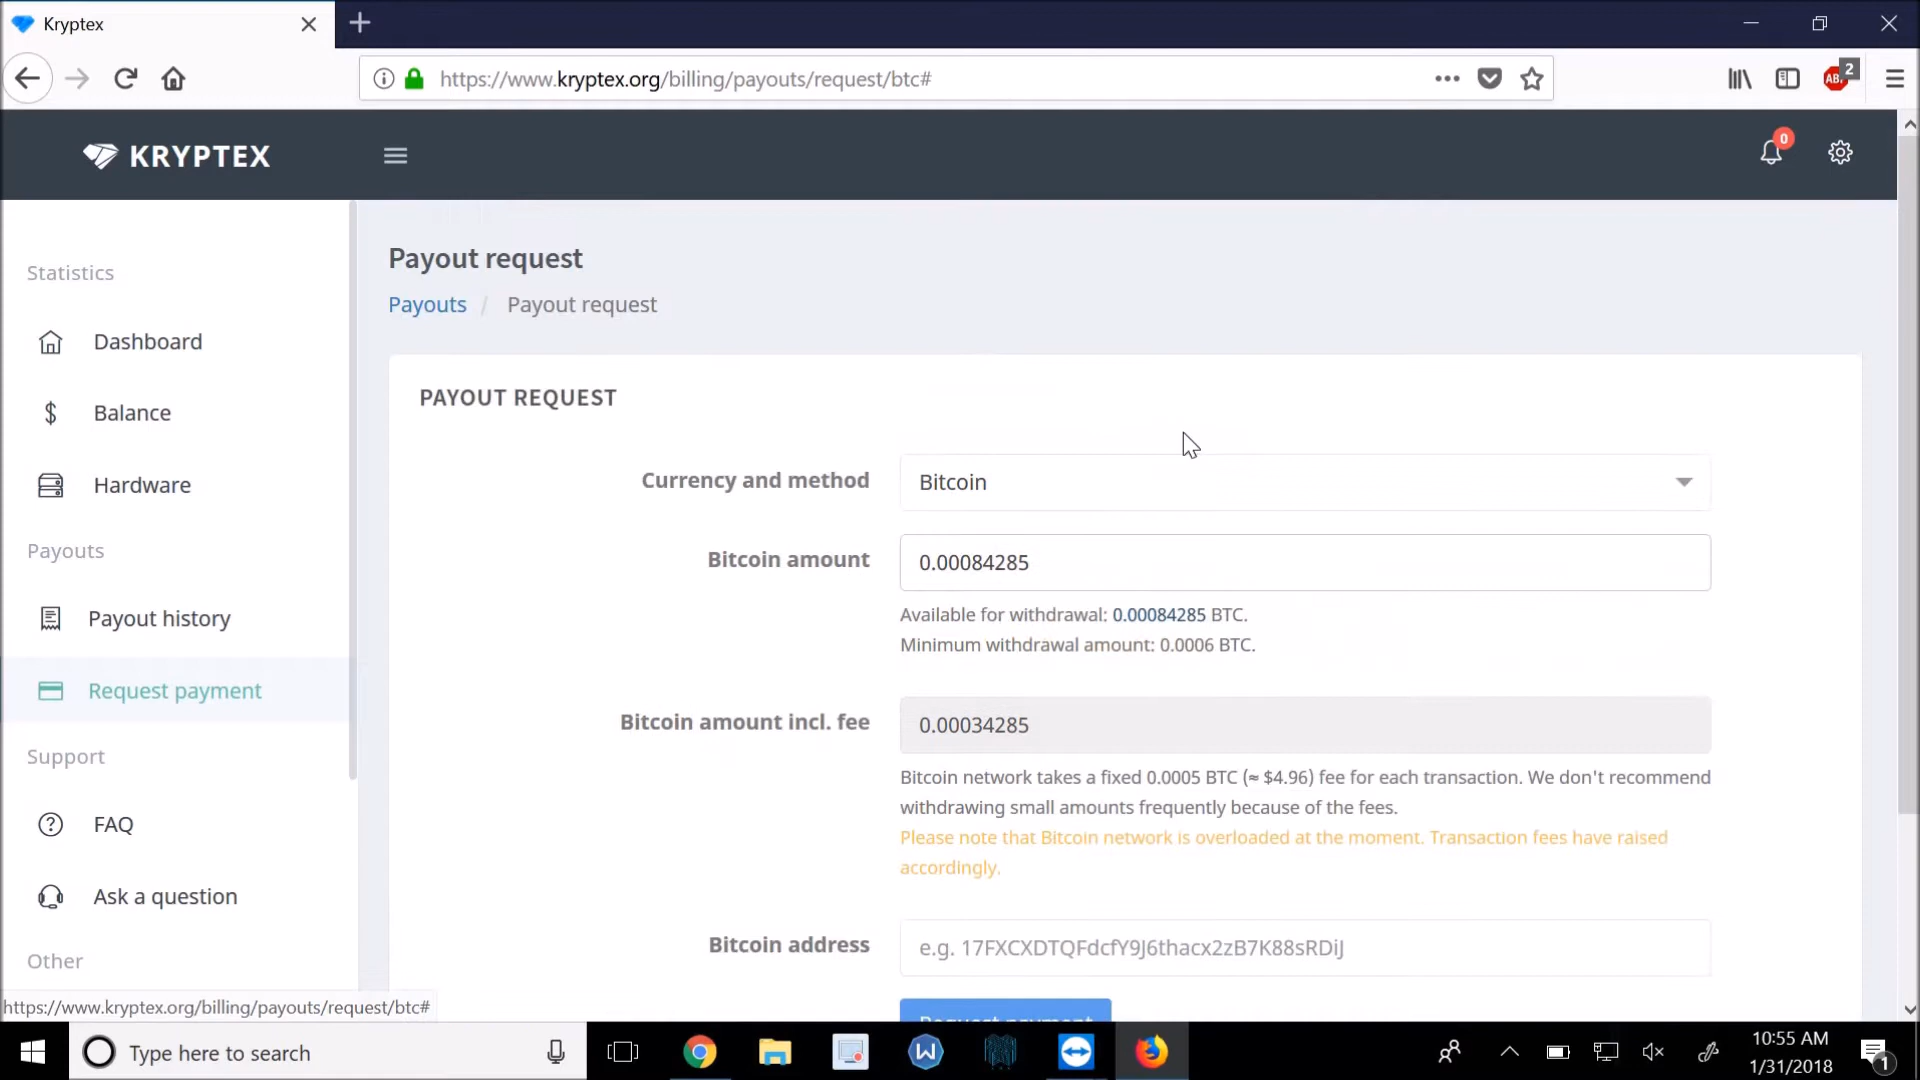 Kryptex
https://www.kryptex.org/billing/payouts/request/btc#
ABP
2
KRYPTEX
0
Statistics
Dashboard
Balance
Hardware
Payouts
Payout history
Request payment
Support
FAQ
Ask a question
Other
Payout request
Payouts / Payout request
PAYOUT REQUEST
Currency and method
Bitcoin
Bitcoin amount
0.00084285
Available for withdrawal: 0.00084285 BTC.
Minimum withdrawal amount: 0.0006 BTC.
Bitcoin amount incl. fee
0.00034285
Bitcoin network takes a fixed 0.0005 BTC (≈ $4.96) fee for each transaction. We don't recommend
withdrawing small amounts frequently because of the fees.
Please note that Bitcoin network is overloaded at the moment. Transaction fees have raised
accordingly.
Bitcoin address
e.g. 17FXCXDTQFdcfY9J6thacx2zB7K88sRDiJ
Request payment
https://www.kryptex.org/billing/payouts/request/btc#
Type here to search
W
10:55 AM
1/31/2018
1